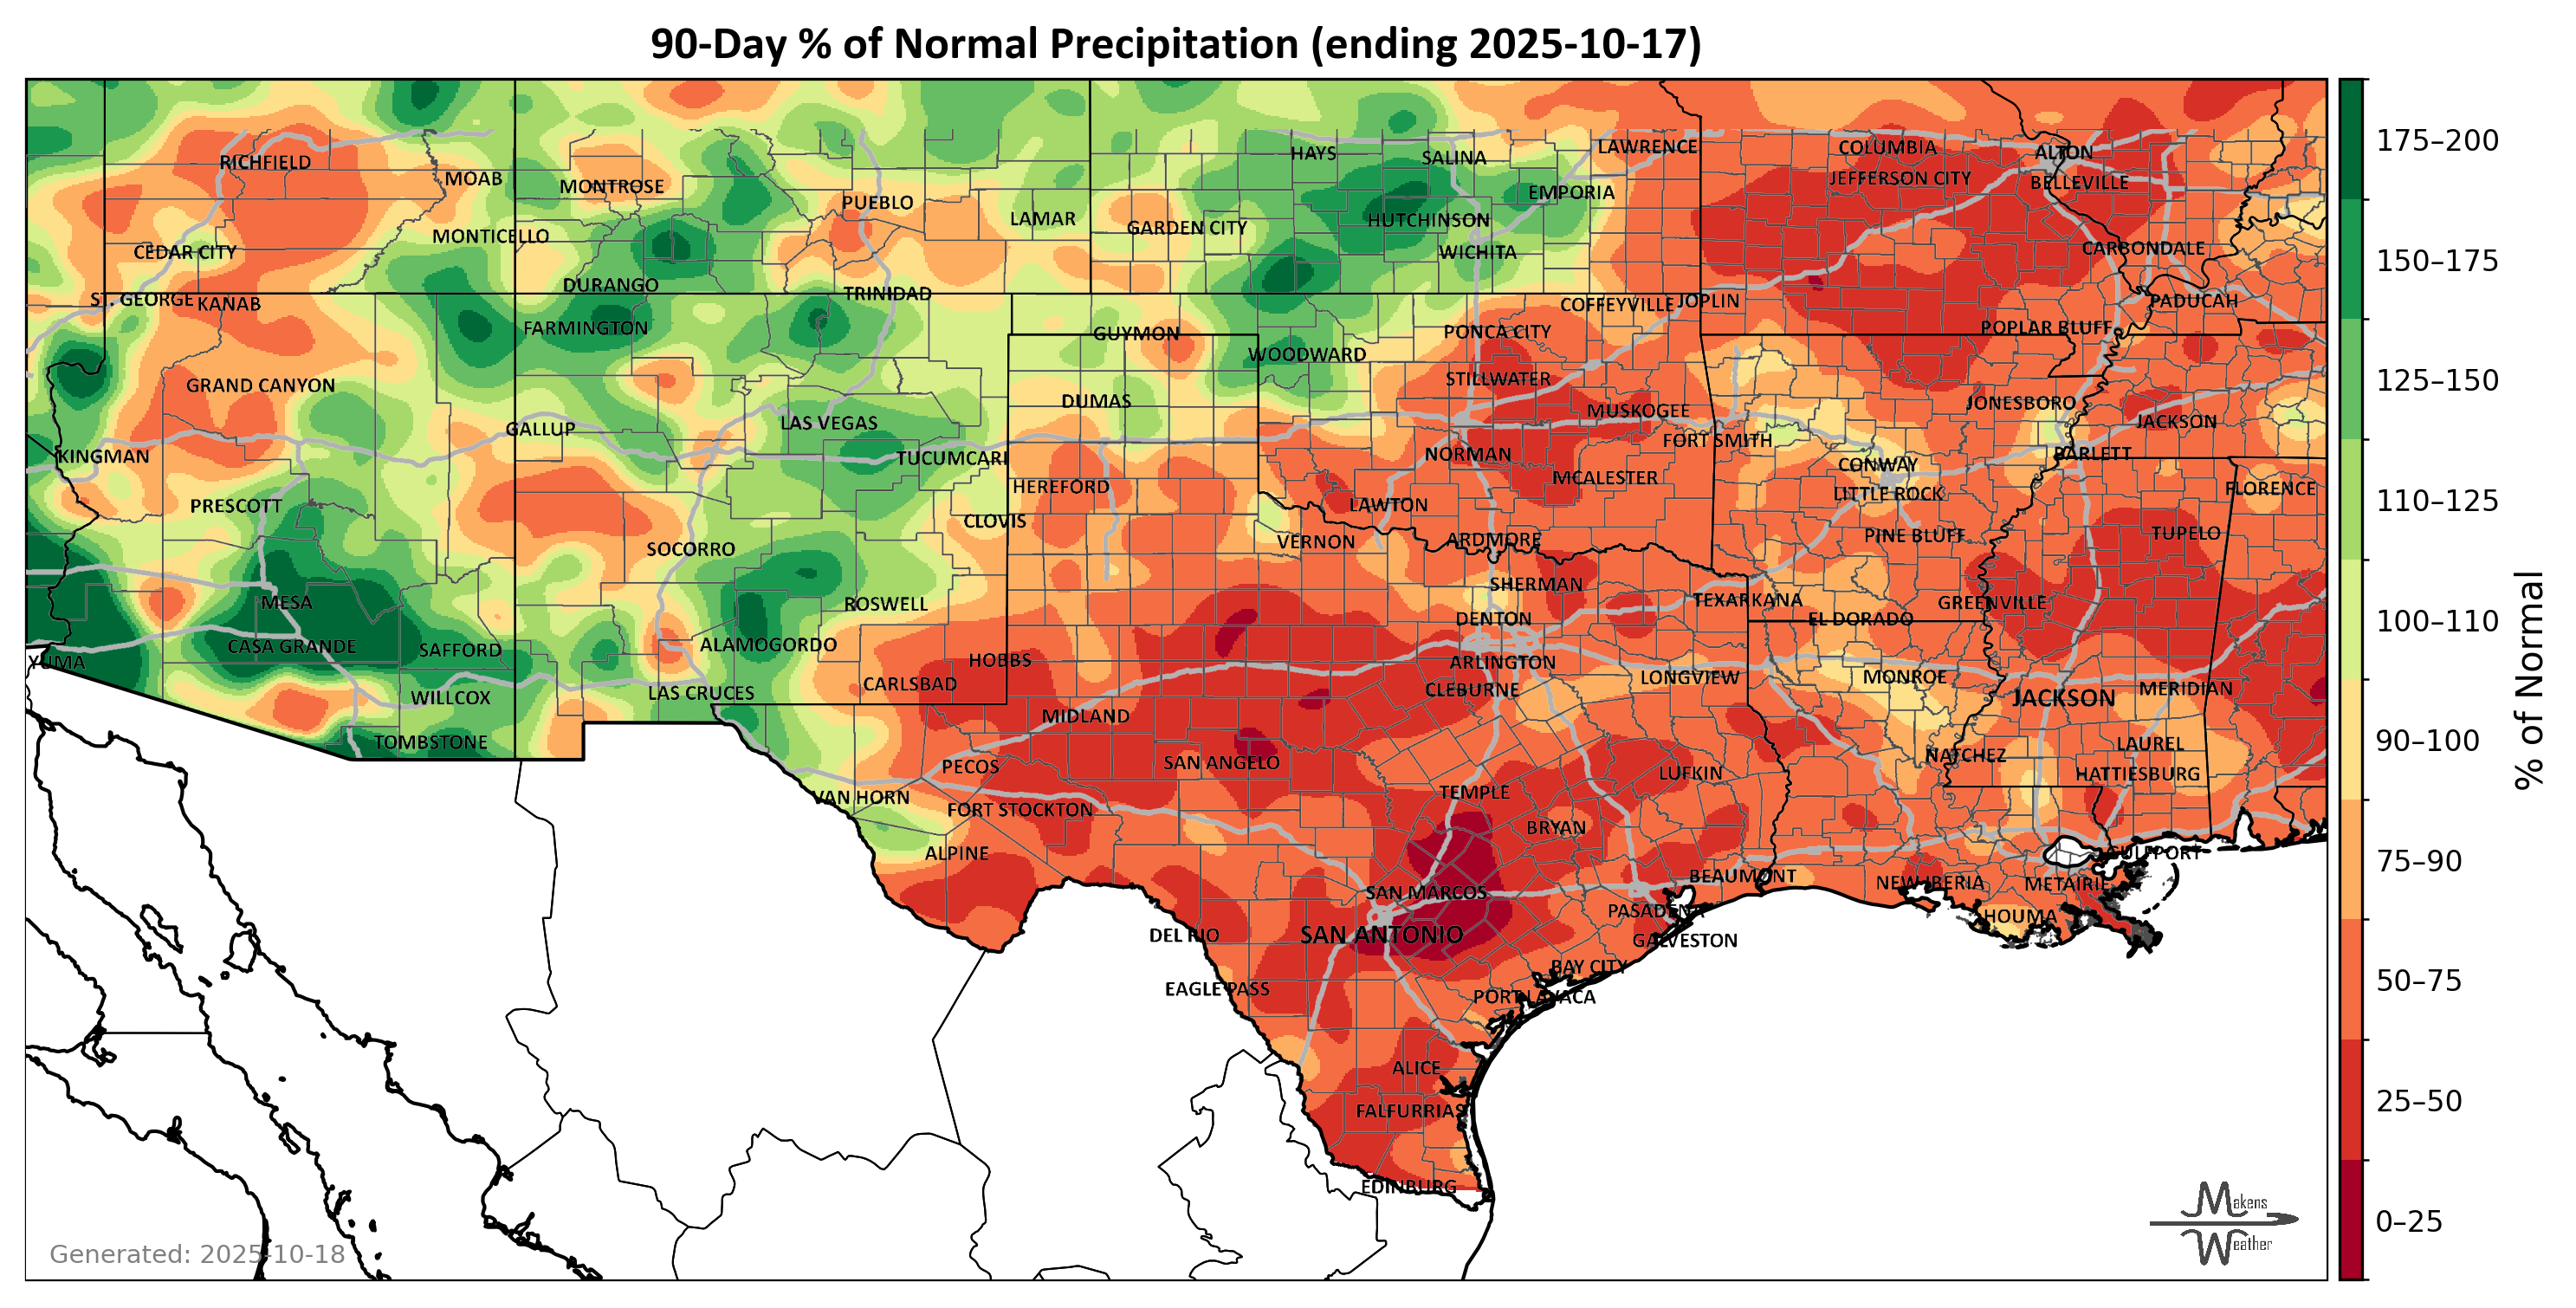 90-Day % of Normal Precipitation (ending 2025-10-17)
HAYS
SALINA
LAWRENCE
COLUMBIA
ALTON
RICHFIELD
MOAB
MONTROSE
JEFFERSON CITY
BELLEVILLE
EMPORIA
PUEBLO
LAMAR
GARDEN CITY
HUTCHINSON
MONTICELLO
CEDAR CITY
WICHITA
CARBONDALE
DURANGO
TRINIDAD
ST. GEORGE
KANAB
COFFEYVILLE
JOPLIN
PADUCAH
FARMINGTON
GUYMON
PONCA CITY
POPLAR BLUFF
WOODWARD
GRAND CANYON
STILLWATER
DUMAS
MUSKOGEE
JONESBORO
JACKSON
GALLUP
LAS VEGAS
FORT SMITH
KINGMAN
TUCUMCARI
NORMAN
BARLETT
CONWAY
HEREFORD
MCALESTER
LITTLE ROCK
FLORENCE
PRESCOTT
LAWTON
CLOVIS
PINE BLUFF
TUPELO
SOCORRO
VERNON
ARDMORE
SHERMAN
MESA
ROSWELL
TEXARKANA
GREENVILLE
DENTON
EL DORADO
CASA GRANDE
SAFFORD
ALAMOGORDO
YUMA
HOBBS
ARLINGTON
CARLSBAD
LONGVIEW
MONROE
WILLCOX
LAS CRUCES
CLEBURNE
JACKSON
MERIDIAN
MIDLAND
TOMBSTONE
LAUREL
NATCHEZ
PECOS
SAN ANGELO
LUFKIN
HATTIESBURG
VAN HORN
FORT STOCKTON
TEMPLE
BRYAN
ALPINE
GULFPORT
SAN MARCOS
BEAUMONT
NEW IBERIA
METAIRIE
PASADENA
HOUMA
DEL RIO
SAN ANTONIO
GALVESTON
BAY CITY
EAGLE PASS
PORT LAVACA
ALICE
FALFURRIAS
EDINBURG
175–200
150–175
125–150
110–125
100–110
90–100
75–90
50–75
25–50
0–25
% of Normal
Generated: 2025-10-18
Makens
Weather